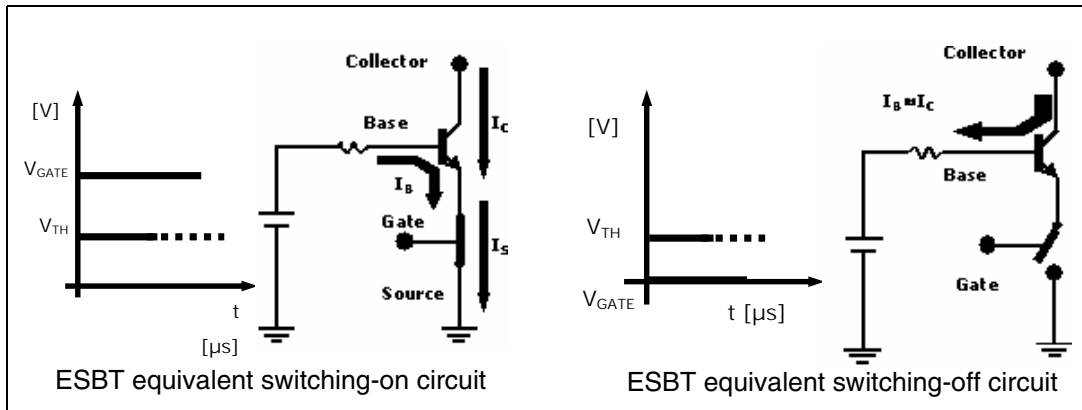 [V]
V_GATE
V_TH
t
[µs]
Collector
Base
I_C
I_B
Gate
I_S
Source
ESBT equivalent switching-on circuit
[V]
V_TH
V_GATE
t [µs]
Collector
I_B=I_C
Base
Gate
ESBT equivalent switching-off circuit